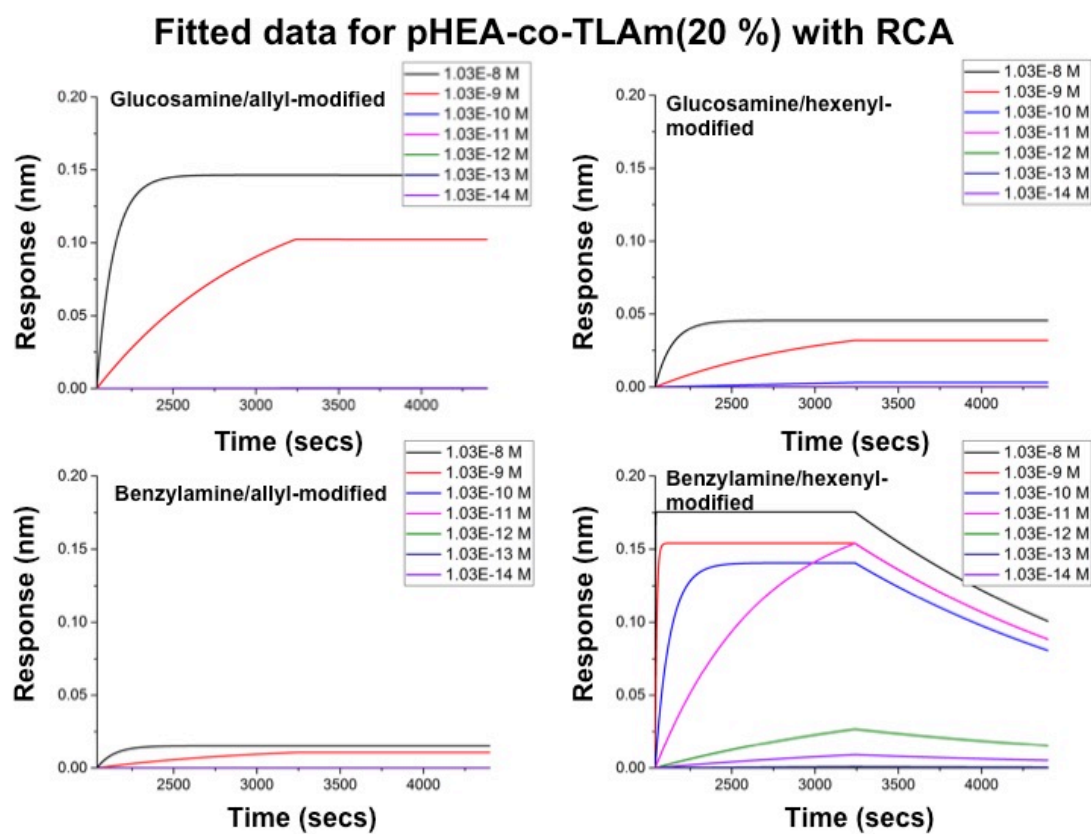 Fitted data for pHEA-co-TLAm(20 %) with RCA
Glucosamine/allyl-modified
1.03E-8 M
1.03E-9 M
1.03E-10 M
1.03E-11 M
1.03E-12 M
1.03E-13 M
1.03E-14 M
Response (nm)
0.20
0.15
0.10
0.05
0.00
2500
3000
3500
4000
Time (secs)
Glucosamine/hexenyl-
modified
1.03E-8 M
1.03E-9 M
1.03E-10 M
1.03E-11 M
1.03E-12 M
1.03E-13 M
1.03E-14 M
Response (nm)
0.20
0.15
0.10
0.05
0.00
2500
3000
3500
4000
Time (secs)
Benzylamine/allyl-modified
1.03E-8 M
1.03E-9 M
1.03E-10 M
1.03E-11 M
1.03E-12 M
1.03E-13 M
1.03E-14 M
Response (nm)
0.20
0.15
0.10
0.05
0.00
2500
3000
3500
4000
Time (secs)
Benzylamine/hexenyl-
modified
1.03E-8 M
1.03E-9 M
1.03E-10 M
1.03E-11 M
1.03E-12 M
1.03E-13 M
1.03E-14 M
Response (nm)
0.20
0.15
0.10
0.05
0.00
2500
3000
3500
4000
Time (secs)